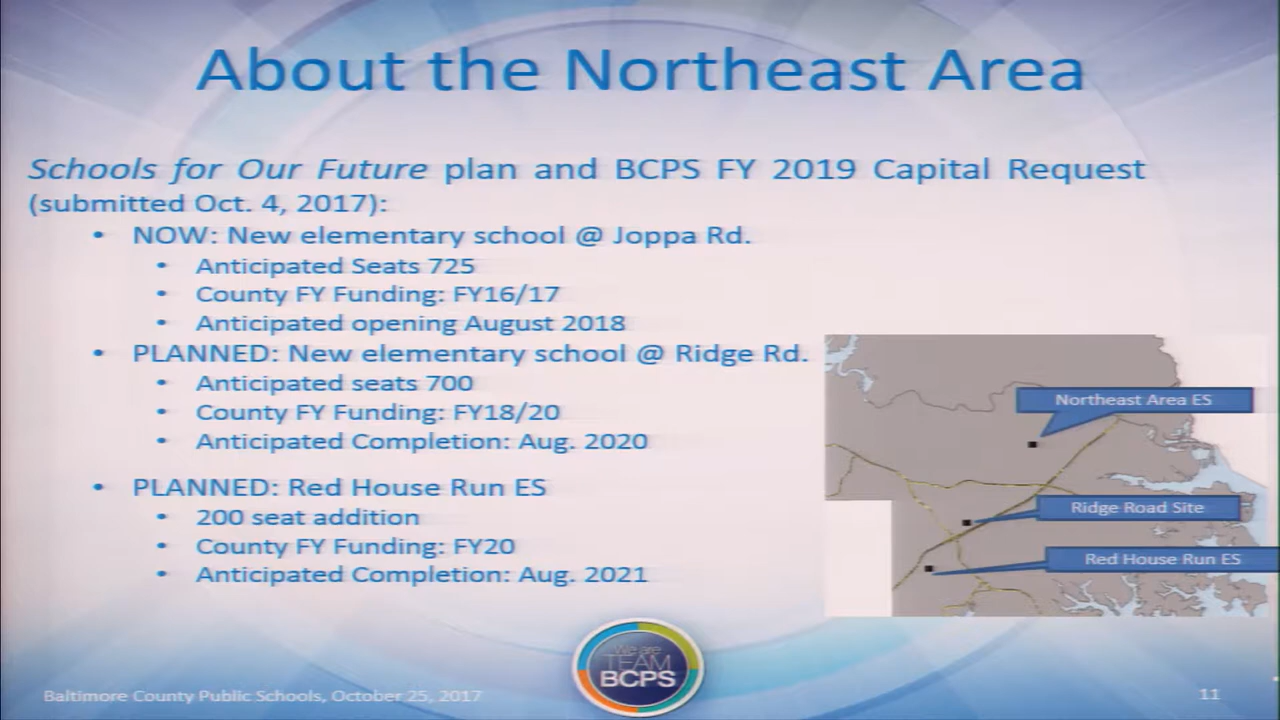 About the Northeast Area
Schools for Our Future plan and BCPS FY 2019 Capital Request
(submitted Oct. 4, 2017):
• NOW: New elementary school @ Joppa Rd.
• Anticipated Seats 725
• County FY Funding: FY16/17
• Anticipated opening August 2018
• PLANNED: New elementary school @ Ridge Rd.
• Anticipated seats 700
• County FY Funding: FY18/20
• Anticipated Completion: Aug. 2020
• PLANNED: Red House Run ES
• 200 seat addition
• County FY Funding: FY20
• Anticipated Completion: Aug. 2021
Northeast Area ES
Ridge Road Site
Red House Run ES
We are
TEAM
BCPS
Baltimore County Public Schools, October 25, 2017
11